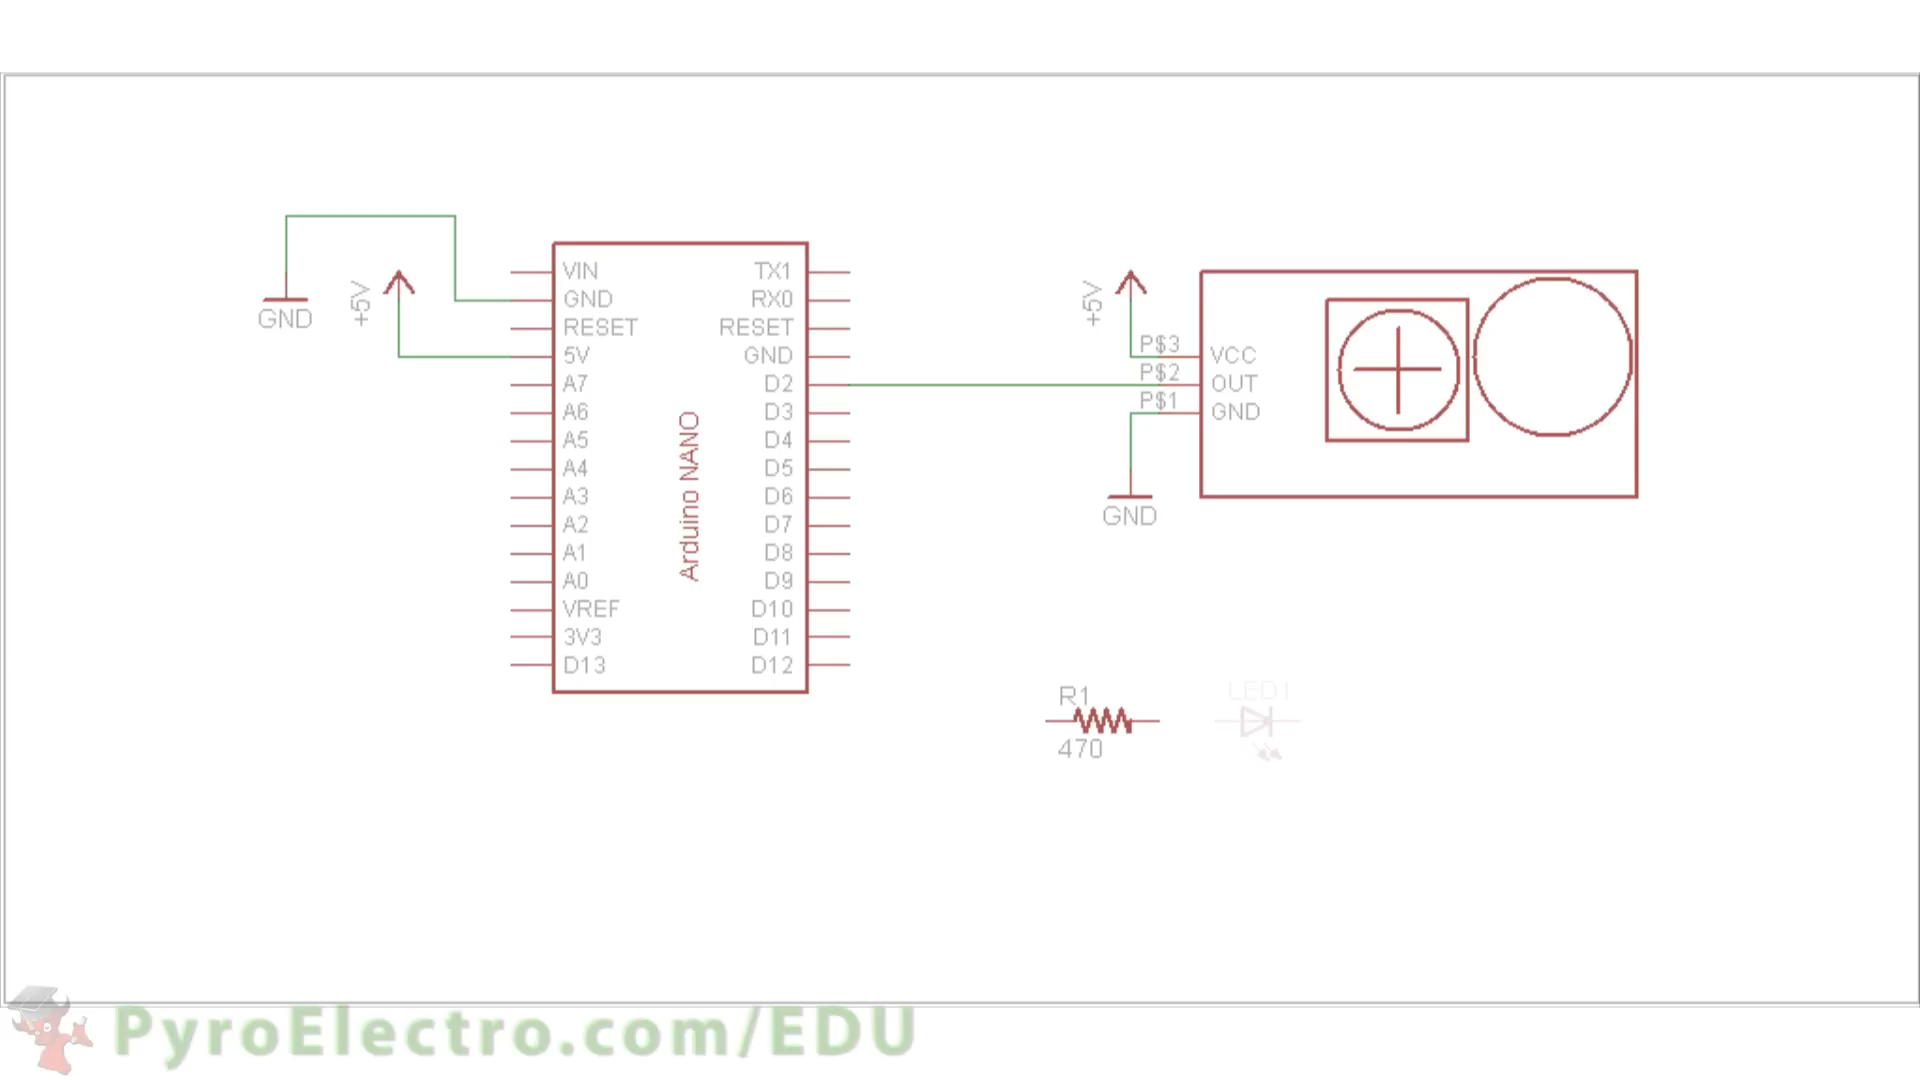 GND
+5V
VIN
GND
RESET
5V
A7
A6
A5
A4
A3
A2
A1
A0
VREF
3V3
D13
Arduino NANO
TX1
RX0
RESET
GND
D2
D3
D4
D5
D6
D7
D8
D9
D10
D11
D12
+5V
P$3
P$2
P$1
GND
VCC
OUT
GND
R1
470
LED1
PyroElectro.com/EDU